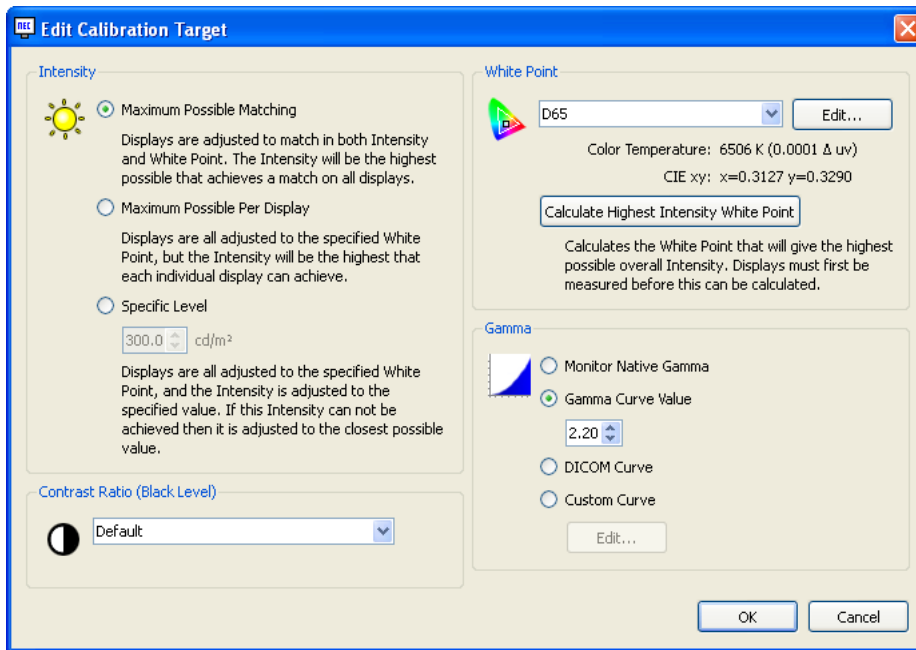 NEC Edit Calibration Target
Intensity
Maximum Possible Matching
Displays are adjusted to match in both Intensity
and White Point. The Intensity will be the highest
possible that achieves a match on all displays.
Maximum Possible Per Display
Displays are all adjusted to the specified White
Point, but the Intensity will be the highest that
each individual display can achieve.
Specific Level
300.0 cd/m²
Displays are all adjusted to the specified White
Point, and the Intensity is adjusted to the
specified value. If this Intensity can not be
achieved then it is adjusted to the closest possible
value.
Contrast Ratio (Black Level)
Default
White Point
D65 Edit...
Color Temperature: 6506 K (0.0001 Δ uv)
CIE xy: x=0.3127 y=0.3290
Calculate Highest Intensity White Point
Calculates the White Point that will give the highest
possible overall Intensity. Displays must first be
measured before this can be calculated.
Gamma
Monitor Native Gamma
Gamma Curve Value
2.20
DICOM Curve
Custom Curve
Edit...
OK Cancel